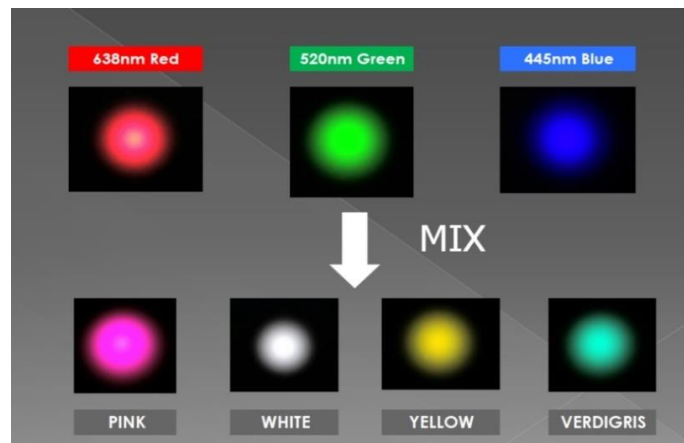 638nm Red
520nm Green
445nm Blue
MIX
PINK
WHITE
YELLOW
VERDIGRIS